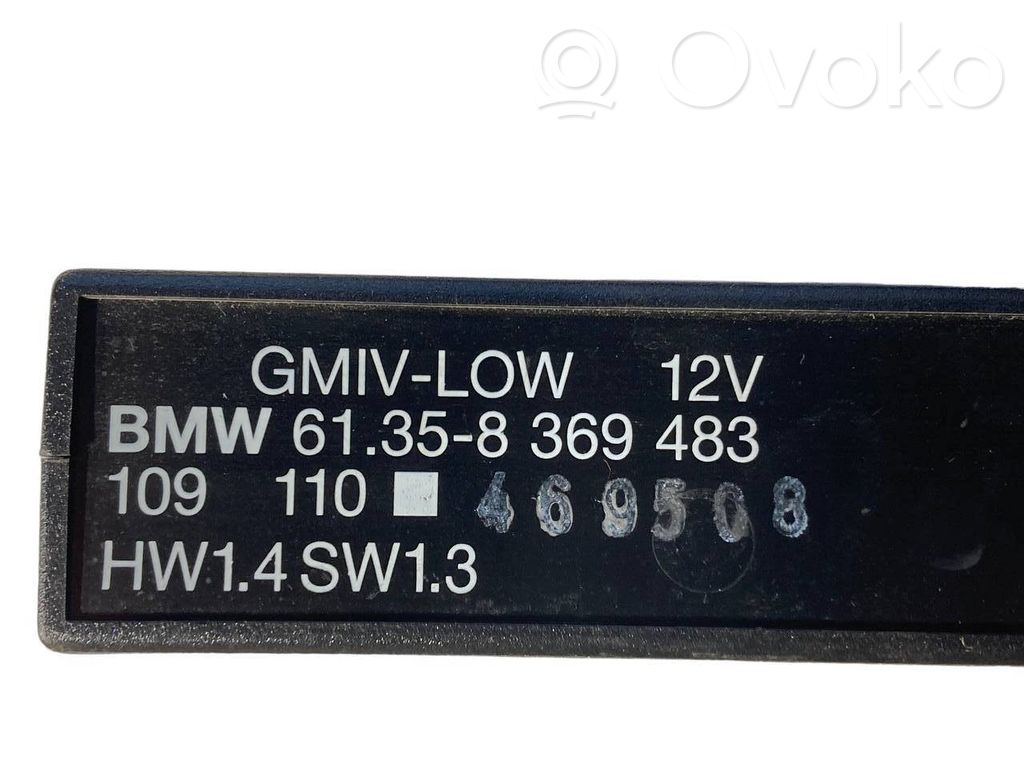 Ovoko
GMIV-LOW 12V
BMW 61.35-8 369 483
109 110 469508
HW1.4 SW1.3